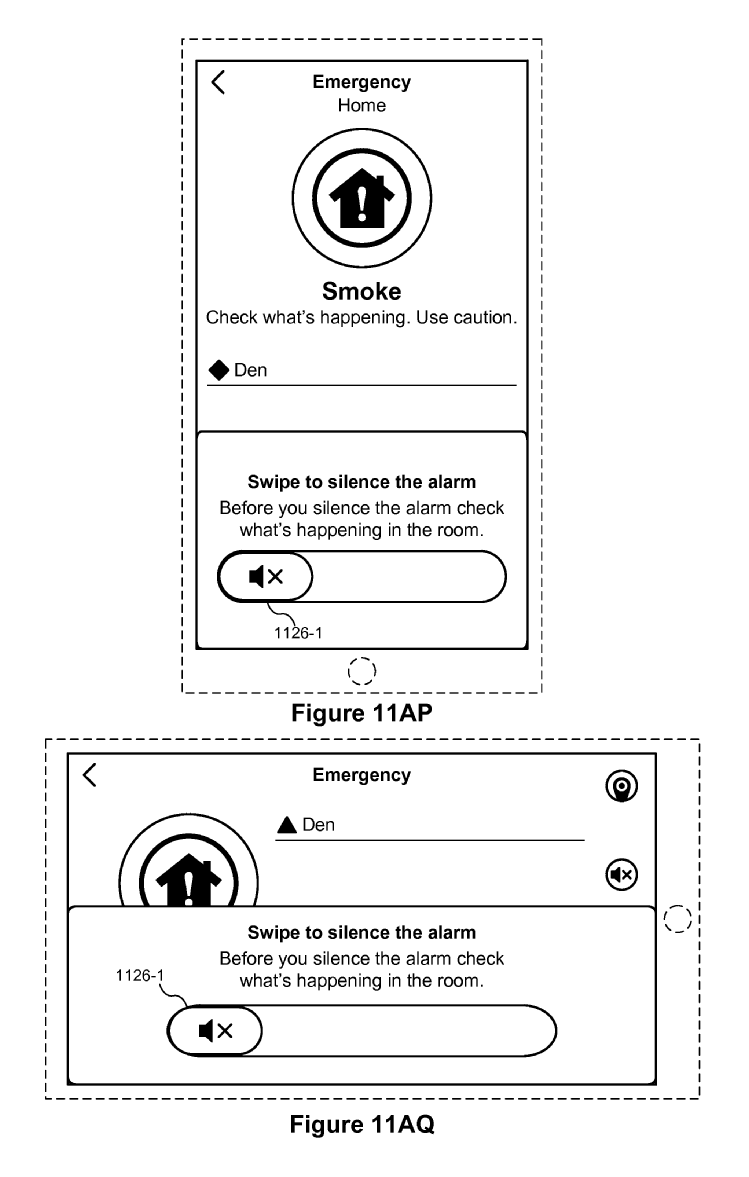 Emergency
Home
Smoke
Check what's happening. Use caution.
Den
Swipe to silence the alarm
Before you silence the alarm check
what's happening in the room.
1126-1
Figure 11AP
Emergency
Den
Swipe to silence the alarm
Before you silence the alarm check
what's happening in the room.
1126-1
Figure 11AQ